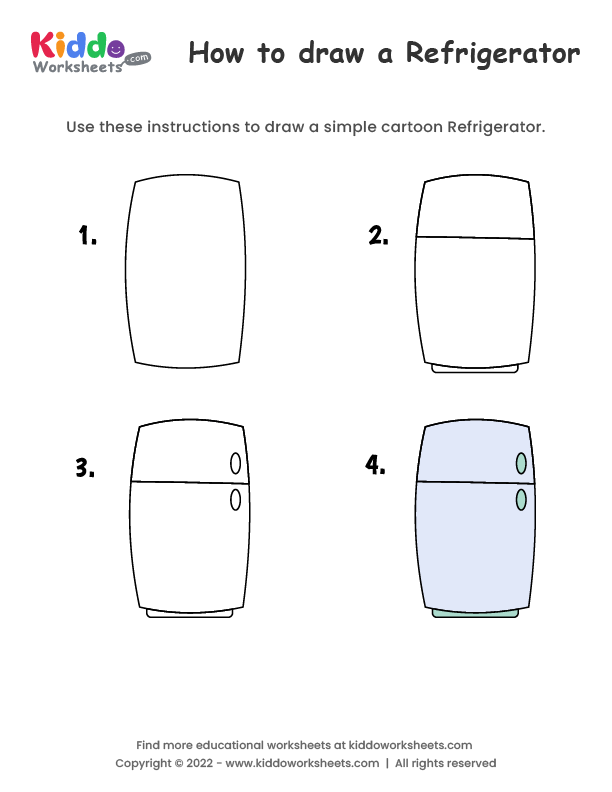 Kiddo
Worksheets .com
How to draw a Refrigerator
Use these instructions to draw a simple cartoon Refrigerator.
1.
2.
3.
4.
Find more educational worksheets at kiddoworksheets.com
Copyright © 2022 - www.kiddoworksheets.com | All rights reserved